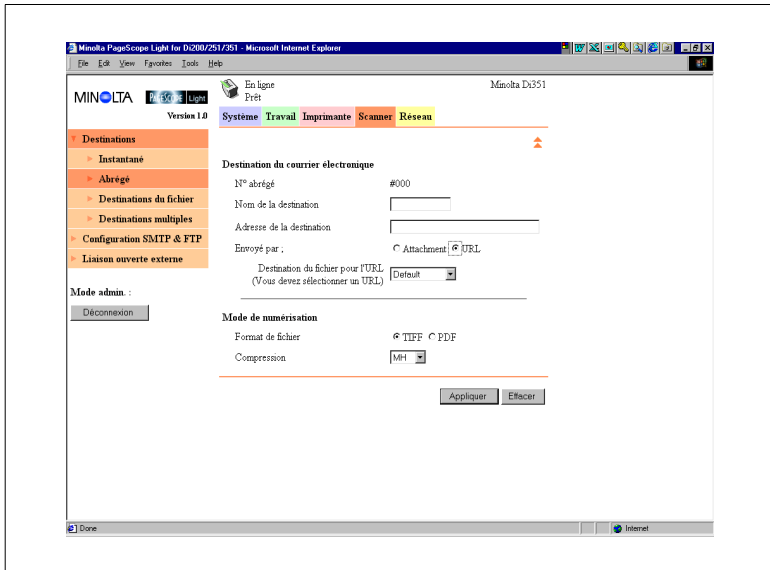 Minolta PageScope Light for Di200/251/351 - Microsoft Internet Explorer
File Edit View Favorites Tools Help
MINOLTA PAGESCOPE Light
Version 1.0
En ligne
Prêt
Minolta Di351
Système Travail Imprimante Scanner Réseau
Destinations
Instantané
Abrégé
Destinations du fichier
Destinations multiples
Configuration SMTP & FTP
Liaison ouverte externe
Mode admin. :
Déconnexion
Destination du courrier électronique
N° abrégé #000
Nom de la destination
Adresse de la destination
Envoyé par ; Attachment URL
Destination du fichier pour l'URL
(Vous devez sélectionner un URL)
Default
Mode de numérisation
Format de fichier TIFF PDF
Compression MH
Appliquer Effacer
Done Internet